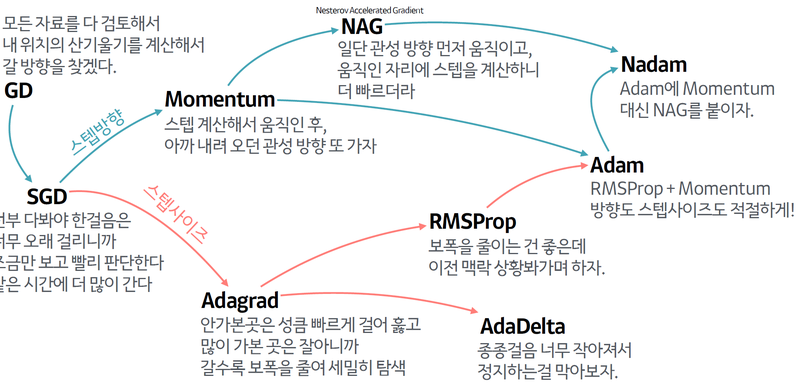 Nesterov Accelerated Gradient
NAG
일단 관성 방향 먼저 움직이고,
움직인 자리에 스텝을 계산하니
더 빠르더라
모든 자료를 다 검토해서
내 위치의 산기울기를 계산해서
갈 방향을 찾겠다.
GD
Nadam
Adam에 Momentum
대신 NAG를 붙이자.
Momentum
스텝 계산해서 움직인 후,
아까 내려 오던 관성 방향 또 가자
스텝방향
Adam
RMSProp + Momentum
방향도 스텝사이즈도 적절하게!
SGD
다봐야 한걸음은
오래 걸리니까
보고 빨리 판단한다
시간에 더 많이 간다
스텝사이즈
RMSProp
보폭을 줄이는 건 좋은데
이전 맥락 상황봐가며 하자.
Adagrad
안가본곳은 성큼 빠르게 걸어 훓고
많이 가본 곳은 잘아니까
갈수록 보폭을 줄여 세밀히 탐색
AdaDelta
종종걸음 너무 작아져서
정지하는걸 막아보자.